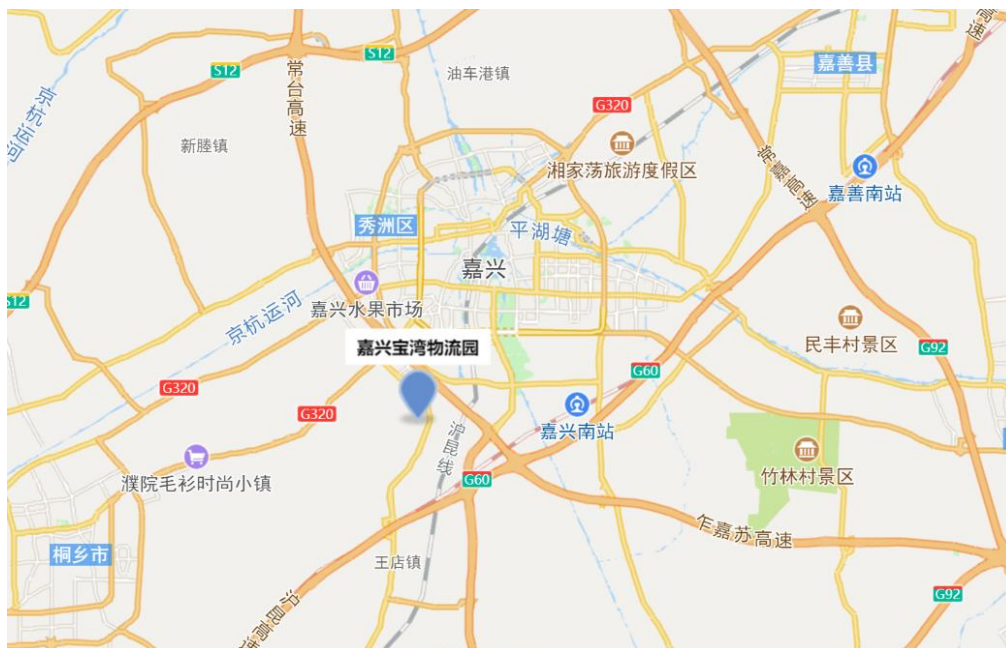 高速
S12
S12
常台高速
油车港镇
嘉善县
京杭运河
G320
新塍镇
湘家荡旅游度假区
常嘉高速
嘉善南站
秀洲区
平湖塘
嘉兴
S12
嘉兴水果市场
京杭运河
民丰村景区
嘉兴宝湾物流园
G92
G60
G320
G320
嘉兴南站
沪昆线
濮院毛衫时尚小镇
G60
竹林村景区
乍嘉苏高速
桐乡市
王店镇
G92
沪昆高速